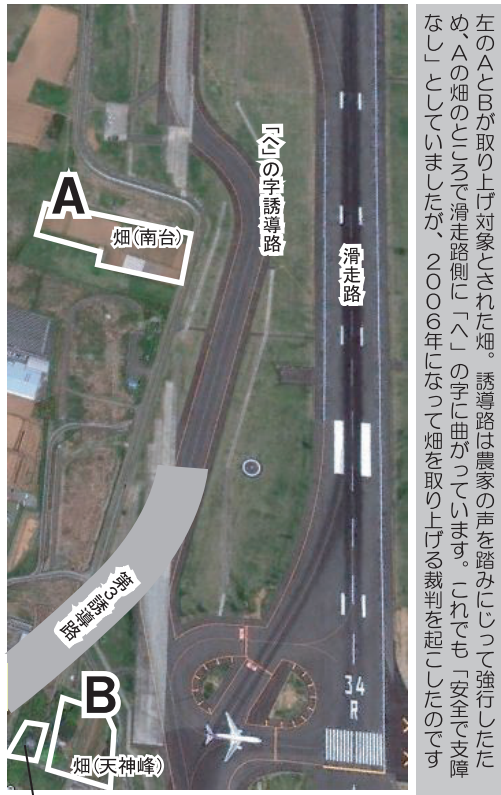 左のAとBが取り上げ対象とされた畑。誘導路は農家の声を踏みにじって強行したた
め、Aの畑のところで滑走路側に「へ」の字に曲がっています。これでも「安全で支障
なし」としていましたが、2006年になって畑を取り上げる裁判を起こしたのです
「へ」の字誘導路
滑走路
A
畑(南台)
第3誘導路
B
畑(天神峰)
34
R